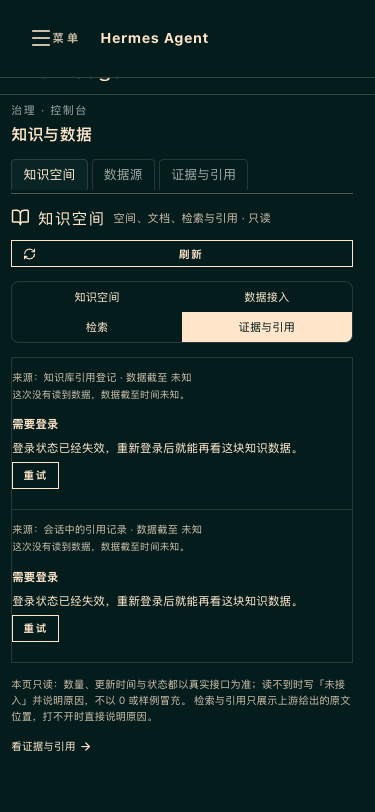 菜单
Hermes Agent
治理 · 控制台
知识与数据
知识空间 数据源 证据与引用
知识空间 空间、文档、检索与引用 · 只读
刷新
知识空间 数据接入
检索 证据与引用
来源：知识库引用登记 · 数据截至 未知
这次没有读到数据，数据截至时间未知。
需要登录
登录状态已经失效，重新登录后就能再看这块知识数据。
重试
来源：会话中的引用记录 · 数据截至 未知
这次没有读到数据，数据截至时间未知。
需要登录
登录状态已经失效，重新登录后就能再看这块知识数据。
重试
本页只读：数量、更新时间与状态都以真实接口为准；读不到时写「未接
入」并说明原因，不以 0 或样例冒充。 检索与引用只展示上游给出的原文
位置，打不开时直接说明原因。
看证据与引用 →